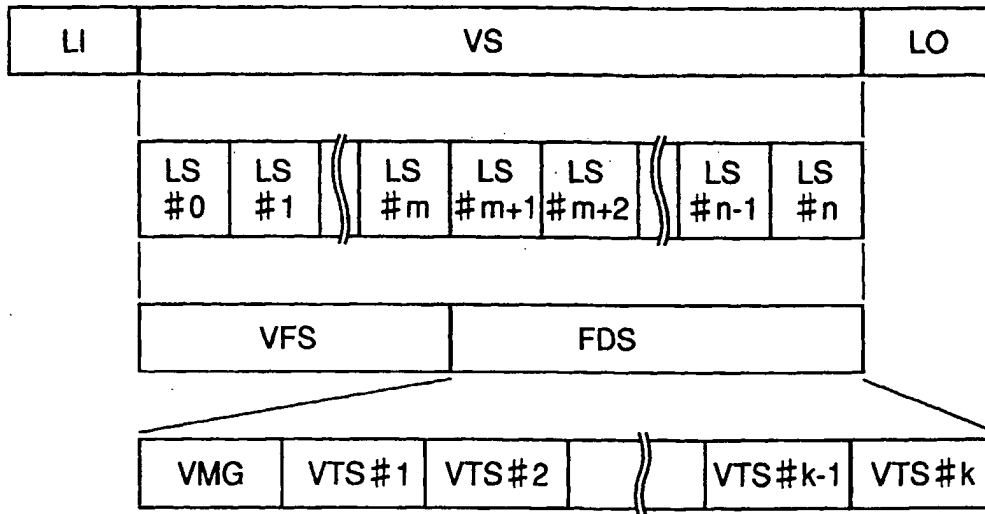 LI VS LO
LS LS LS LS LS LS LS
#0 #1 #m #m+1 #m+2 #n-1 #n
VFS FDS
VMG VTS#1 VTS#2 VTS#k-1 VTS#k